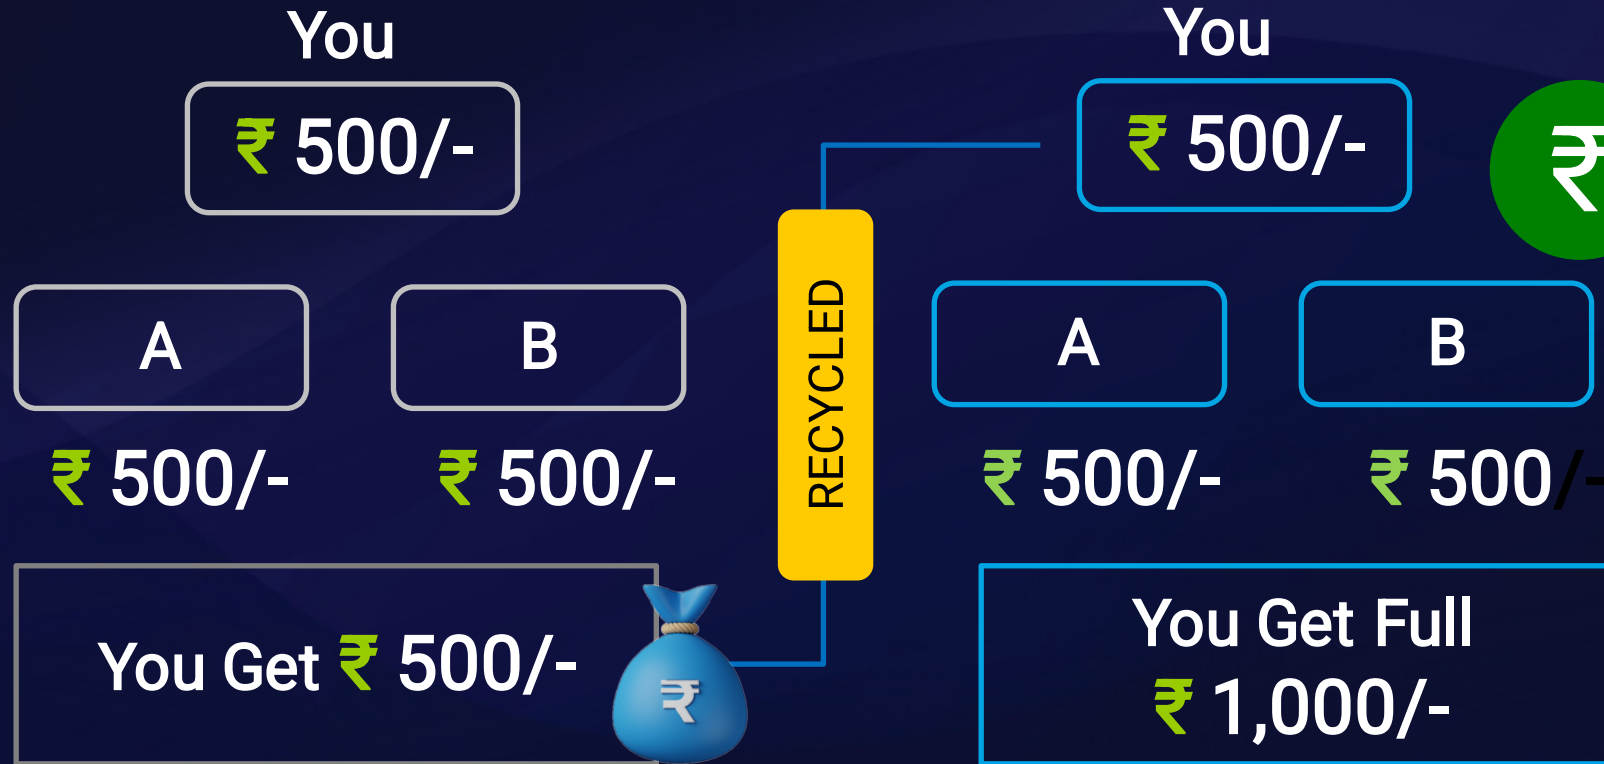 You
₹ 500/-
A
B
₹ 500/-
₹ 500/-
You Get ₹ 500/-
₹
RECYCLED
You
₹ 500/-
₹
A
B
₹ 500/-
₹ 500/-
You Get Full
₹ 1,000/-